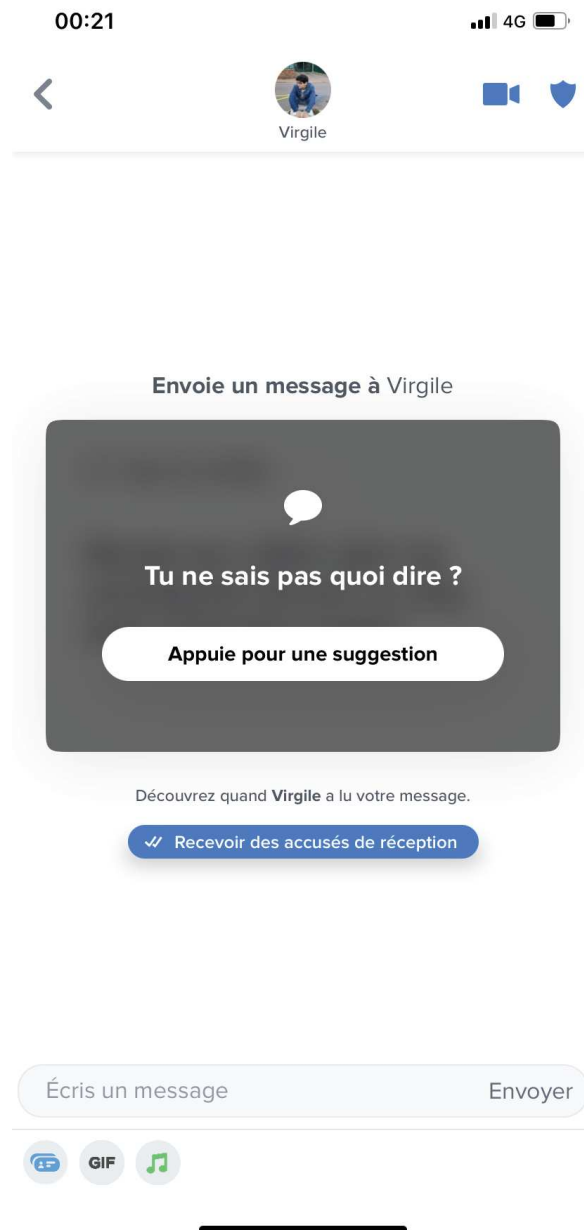 00:21 4G
Virgile
Envoie un message à Virgile
Tu ne sais pas quoi dire ?
Appuie pour une suggestion
Découvrez quand Virgile a lu votre message.
Recevoir des accusés de réception
Écris un message Envoyer
GIF